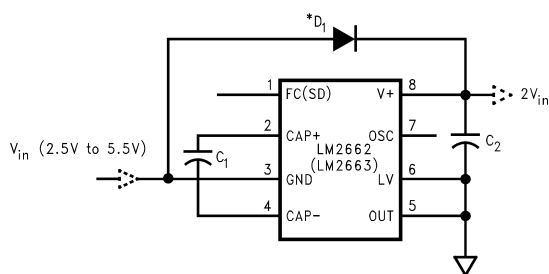 *D1
1 FC(SD) V+ 8 2Vin
2 CAP+ OSC 7
Vin (2.5V to 5.5V) C1 LM2662 C2
(LM2663)
3 GND LV 6
4 CAP- OUT 5